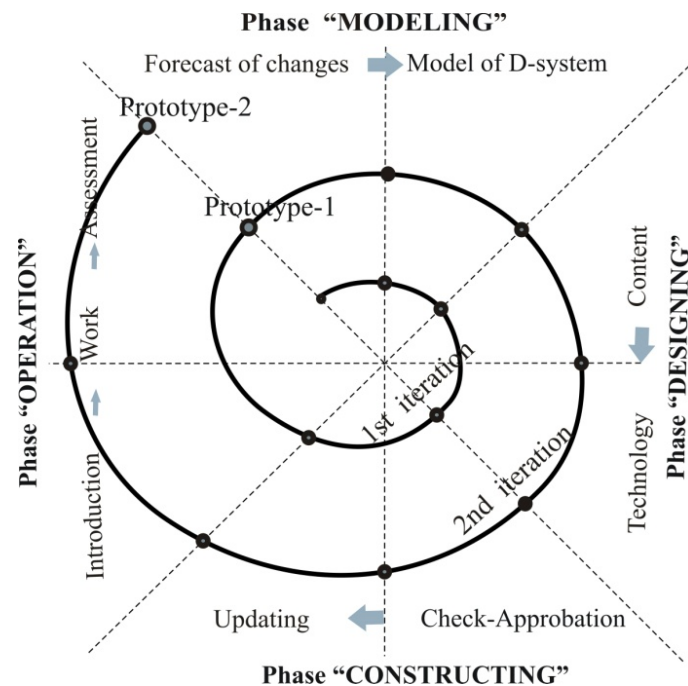 Phase “MODELING”
Forecast of changes
Model of D-system
Prototype-2
Prototype-1
Assessment
Work
Introduction
Phase “OPERATION”
Content
Technology
Phase “DESIGNING”
1st iteration
2nd iteration
Updating
Check-Approbation
Phase “CONSTRUCTING”